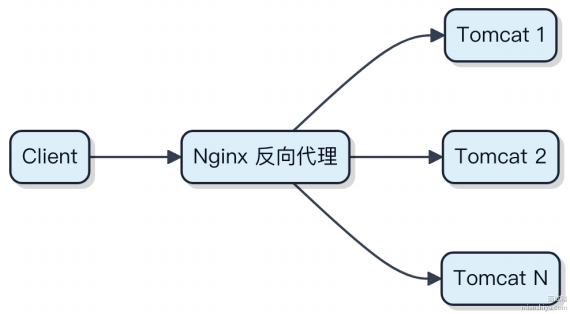 Tomcat 1
Client
Nginx 反向代理
Tomcat 2
Tomcat N